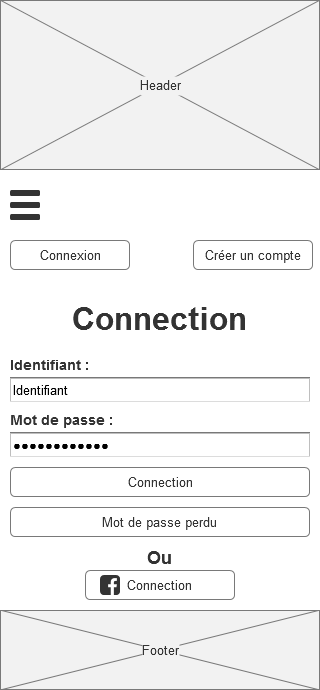 Header
Connexion
Créer un compte
Connection
Identifiant :
Identifiant
Mot de passe :
●●●●●●●●●●●●
Connection
Mot de passe perdu
Ou
Connection
Footer